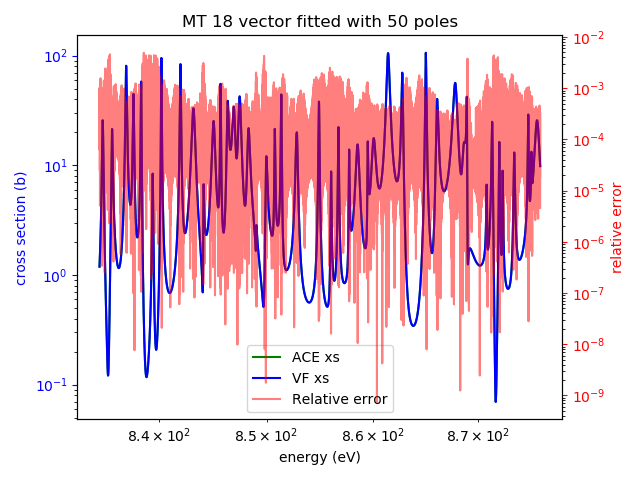 MT 18 vector fitted with 50 poles
10²
10¹
10⁰
10⁻¹
cross section (b)
10⁻²
10⁻³
10⁻⁴
10⁻⁵
10⁻⁶
10⁻⁷
10⁻⁸
10⁻⁹
relative error
ACE xs
VF xs
Relative error
8.4 × 10² 8.5 × 10² 8.6 × 10² 8.7 × 10²
energy (eV)